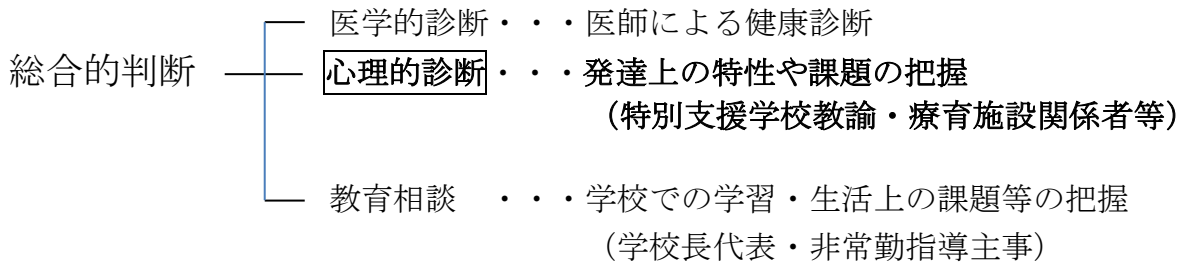 医学的診断・・・医師による健康診断
総合的判断 心理的診断・・・発達上の特性や課題の把握
（特別支援学校教諭・療育施設関係者等）
教育相談 ・・・学校での学習・生活上の課題等の把握
（学校長代表・非常勤指導主事）